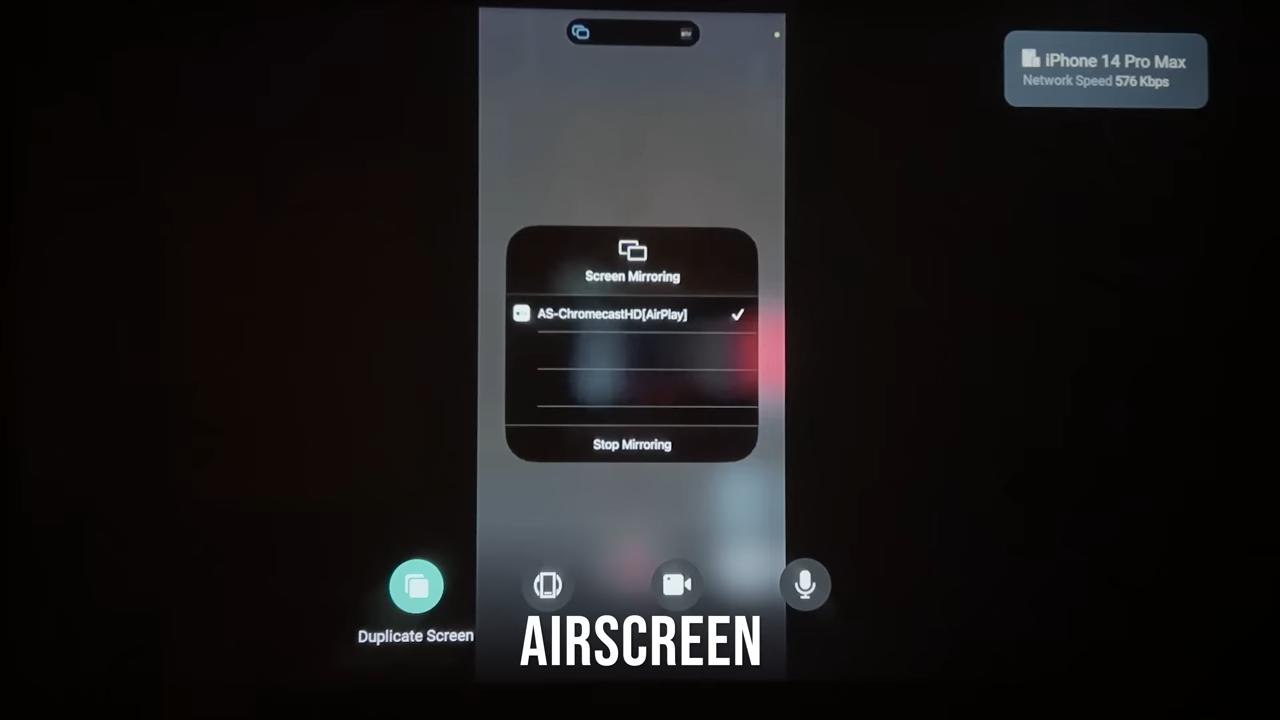 iPhone 14 Pro Max
Network Speed 576 Kbps
Screen Mirroring
AS-ChromecastHD[AirPlay]
Stop Mirroring
Duplicate Screen
AIRSCREEN